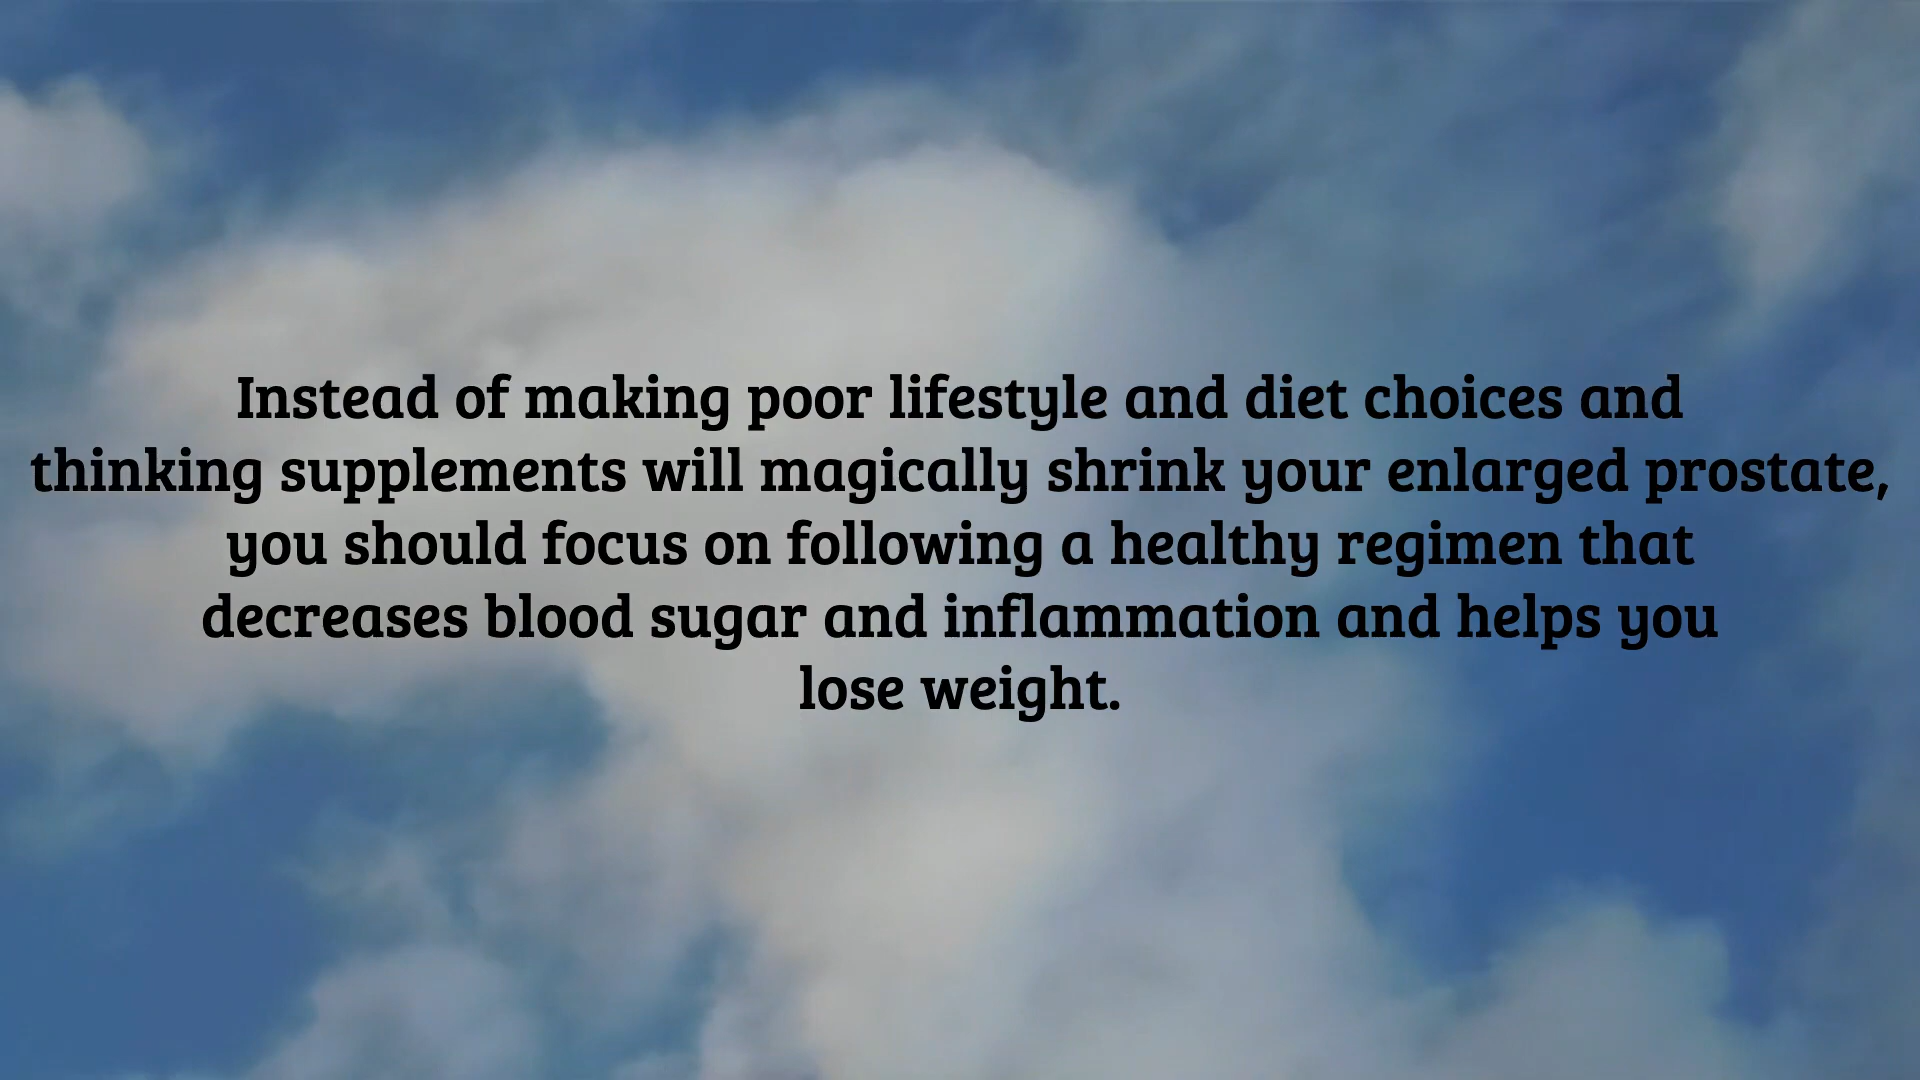 Instead of making poor lifestyle and diet choices and
thinking supplements will magically shrink your enlarged prostate,
you should focus on following a healthy regimen that
decreases blood sugar and inflammation and helps you
lose weight.